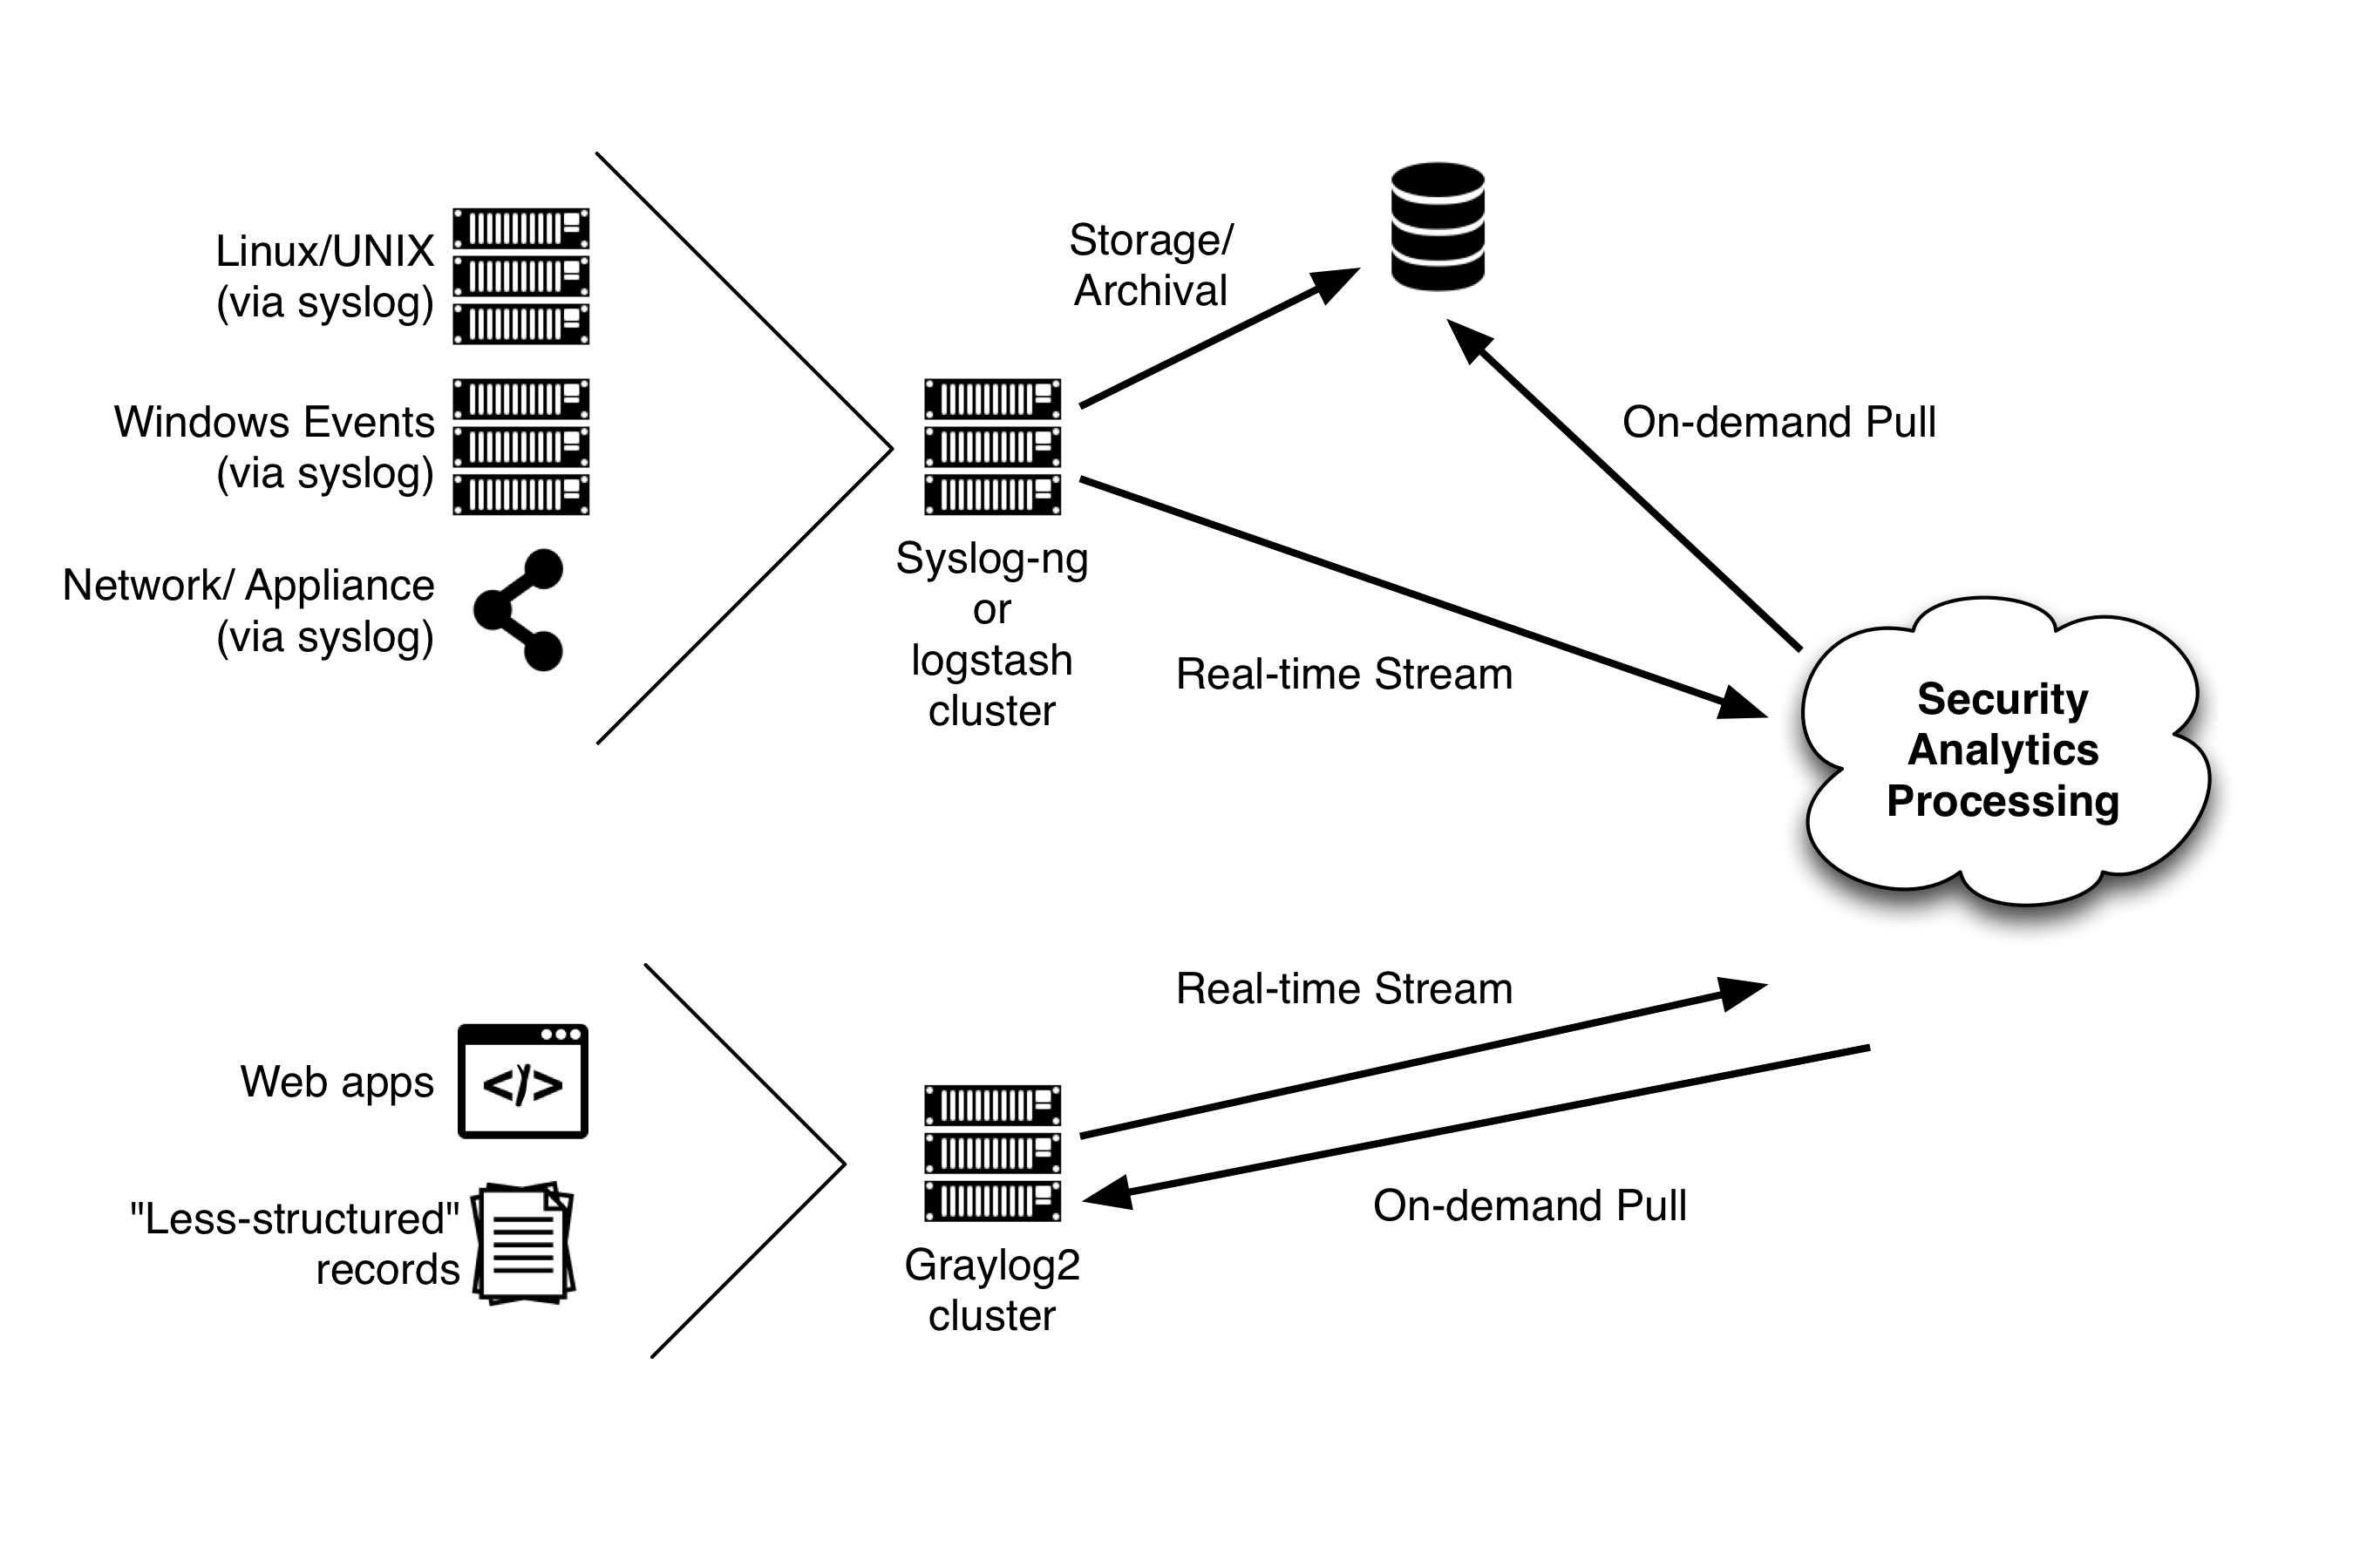 Linux/UNIX
(via syslog)
Windows Events
(via syslog)
Network/ Appliance
(via syslog)
Syslog-ng
or
logstash
cluster
Storage/
Archival
On-demand Pull
Real-time Stream
Security
Analytics
Processing
Web apps
</>
"Less-structured"
records
Graylog2
cluster
Real-time Stream
On-demand Pull